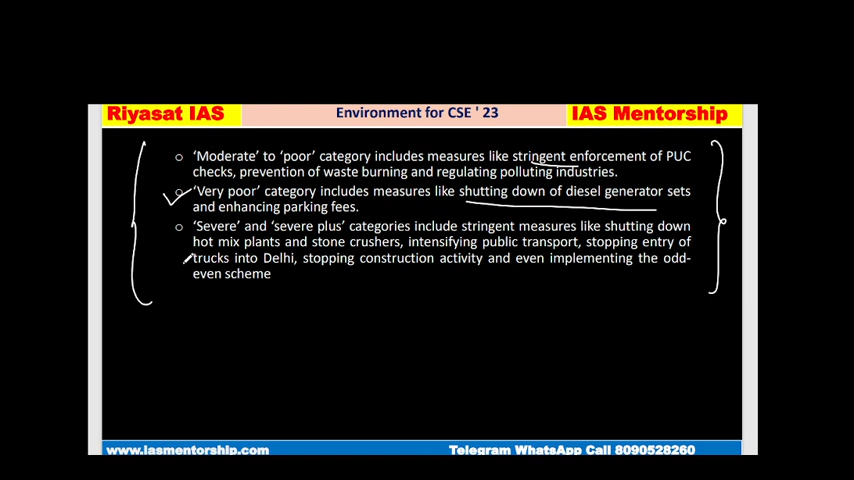 Riyasat IAS
Environment for CSE ' 23
IAS Mentorship
○ ‘Moderate’ to ‘poor’ category includes measures like stringent enforcement of PUC
checks, prevention of waste burning and regulating polluting industries.
○ ‘Very poor’ category includes measures like shutting down of diesel generator sets
and enhancing parking fees.
○ ‘Severe’ and ‘severe plus’ categories include stringent measures like shutting down
hot mix plants and stone crushers, intensifying public transport, stopping entry of
trucks into Delhi, stopping construction activity and even implementing the odd-
even scheme
www.iasmentorship.com
Telegram WhatsApp Call 8090528260